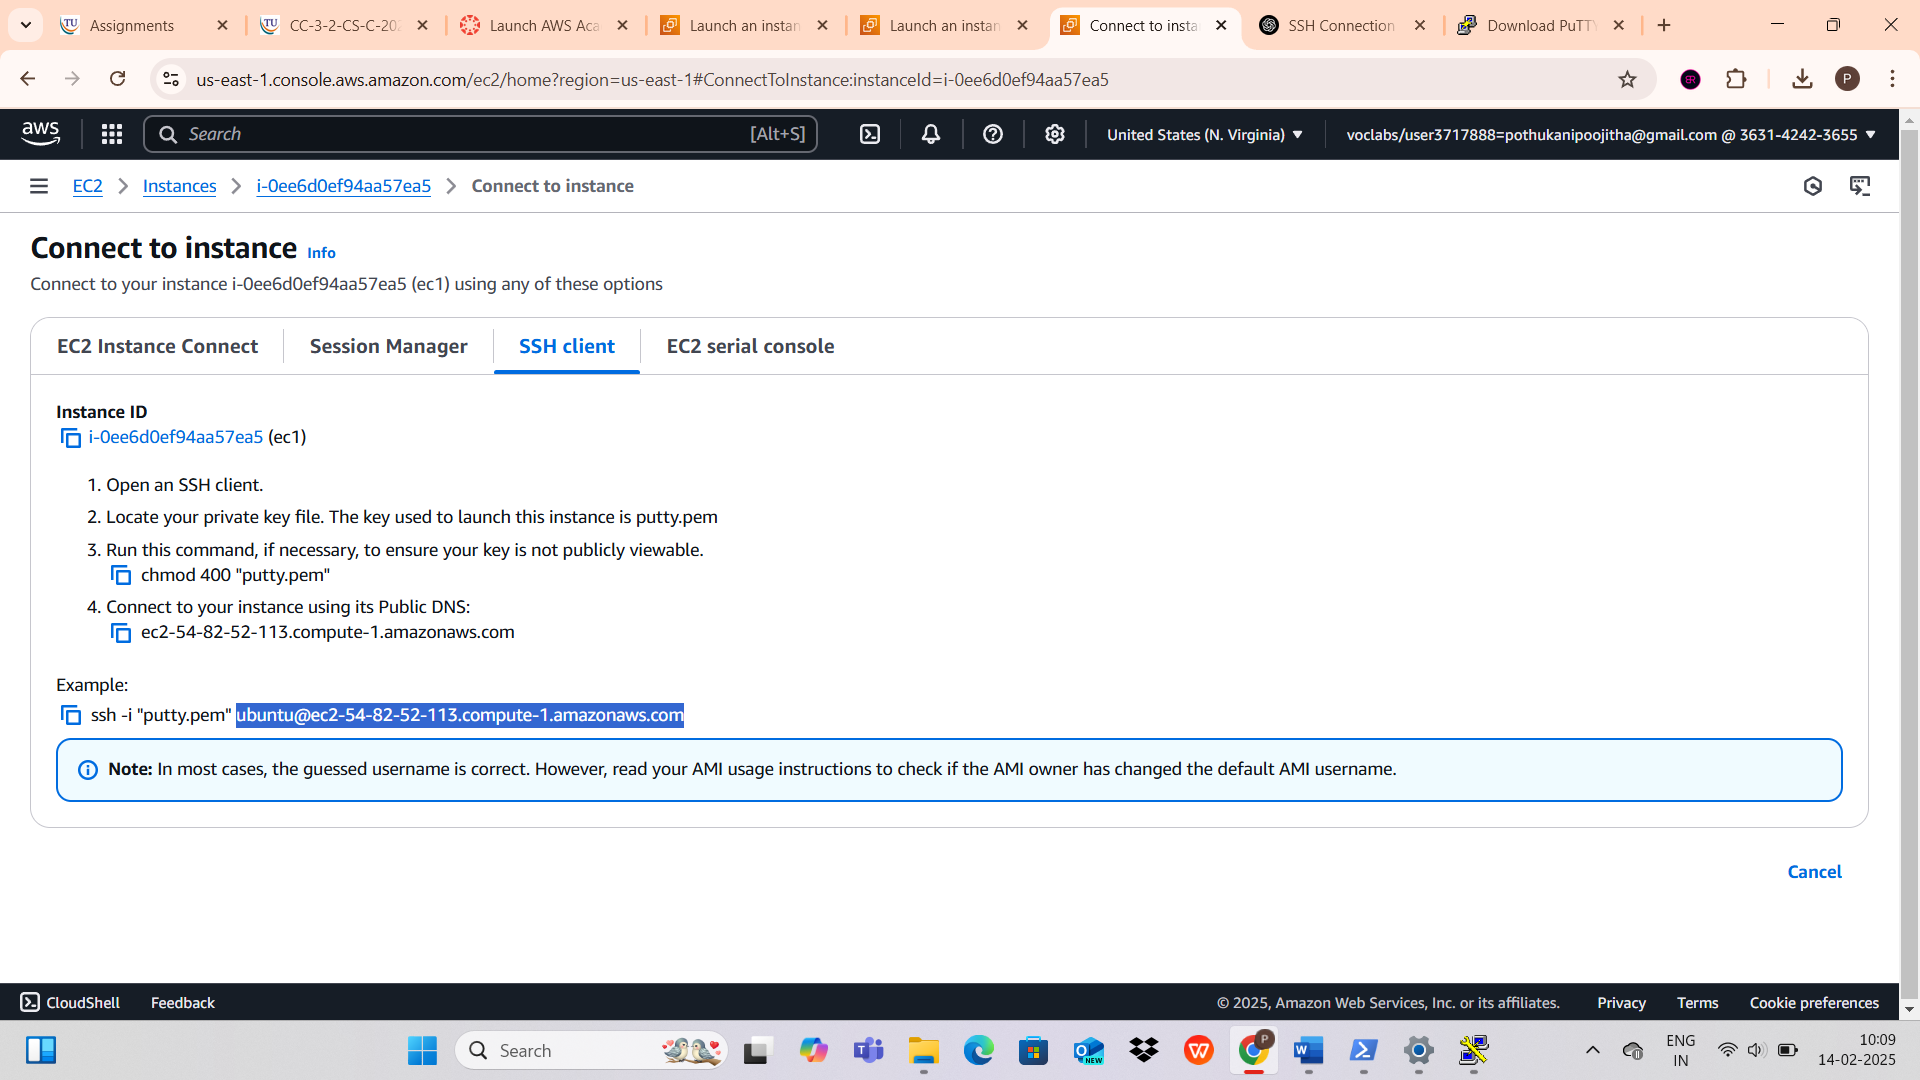 Assignments
CC-3-2-CS-C-202
Launch AWS Aca
Launch an instan
Launch an instan
Connect to insta
SSH Connection
Download PuTTY
us-east-1.console.aws.amazon.com/ec2/home?region=us-east-1#ConnectToInstance:instanceId=i-0ee6d0ef94aa57ea5
P
aws
Search
[Alt+S]
United States (N. Virginia)
voclabs/user3717888=pothukanipoojitha@gmail.com @ 3631-4242-3655
EC2
Instances
i-0ee6d0ef94aa57ea5
Connect to instance
Connect to instance Info
Connect to your instance i-0ee6d0ef94aa57ea5 (ec1) using any of these options
EC2 Instance Connect
Session Manager
SSH client
EC2 serial console
Instance ID
i-0ee6d0ef94aa57ea5 (ec1)
1. Open an SSH client.
2. Locate your private key file. The key used to launch this instance is putty.pem
3. Run this command, if necessary, to ensure your key is not publicly viewable.
chmod 400 "putty.pem"
4. Connect to your instance using its Public DNS:
ec2-54-82-52-113.compute-1.amazonaws.com
Example:
ssh -i "putty.pem" ubuntu@ec2-54-82-52-113.compute-1.amazonaws.com
Note: In most cases, the guessed username is correct. However, read your AMI usage instructions to check if the AMI owner has changed the default AMI username.
Cancel
CloudShell
Feedback
© 2025, Amazon Web Services, Inc. or its affiliates.
Privacy
Terms
Cookie preferences
Search
ENG
IN
10:09
14-02-2025